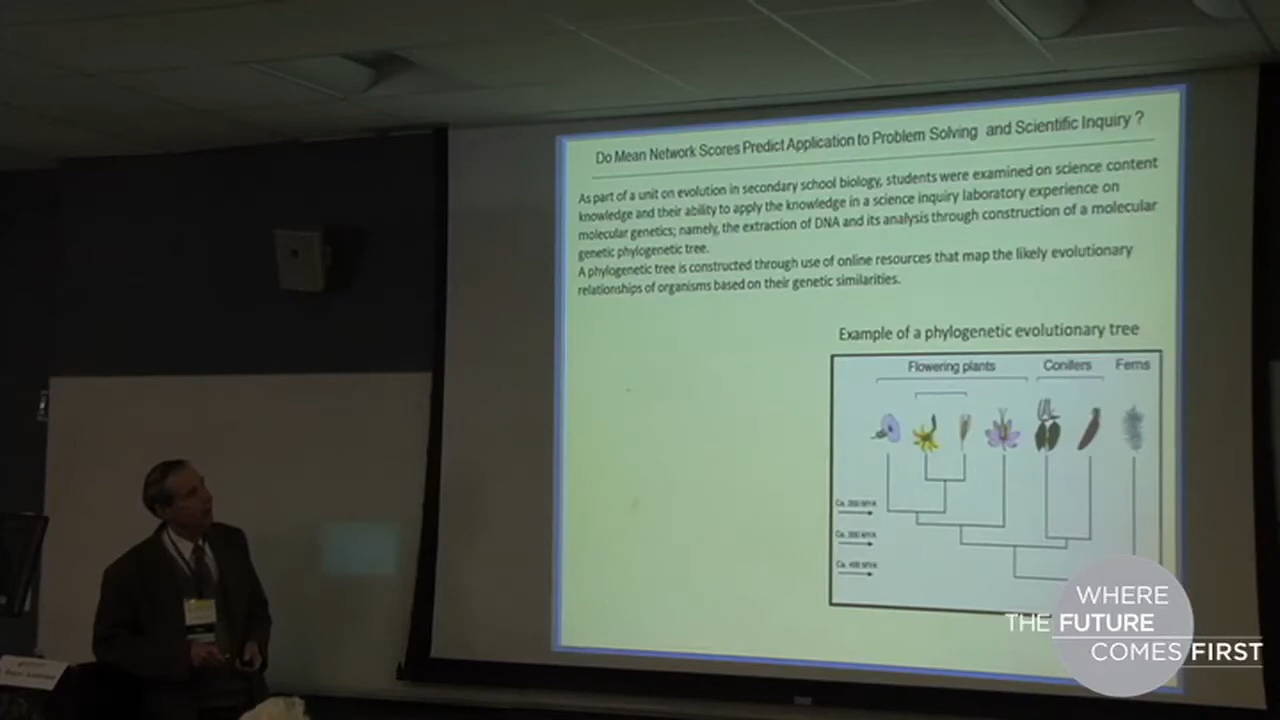 Do Mean Network Scores Predict Application to Problem Solving and Scientific Inquiry ?
As part of a unit on evolution in secondary school biology, students were examined on science content
knowledge and their ability to apply the knowledge in a science inquiry laboratory experience on
molecular genetics; namely, the extraction of DNA and its analysis through construction of a molecular
genetic phylogenetic tree.
A phylogenetic tree is constructed through use of online resources that map the likely evolutionary
relationships of organisms based on their genetic similarities.
Example of a phylogenetic evolutionary tree
Flowering plants Conifers Ferns
WHERE
THE FUTURE
COMES FIRST